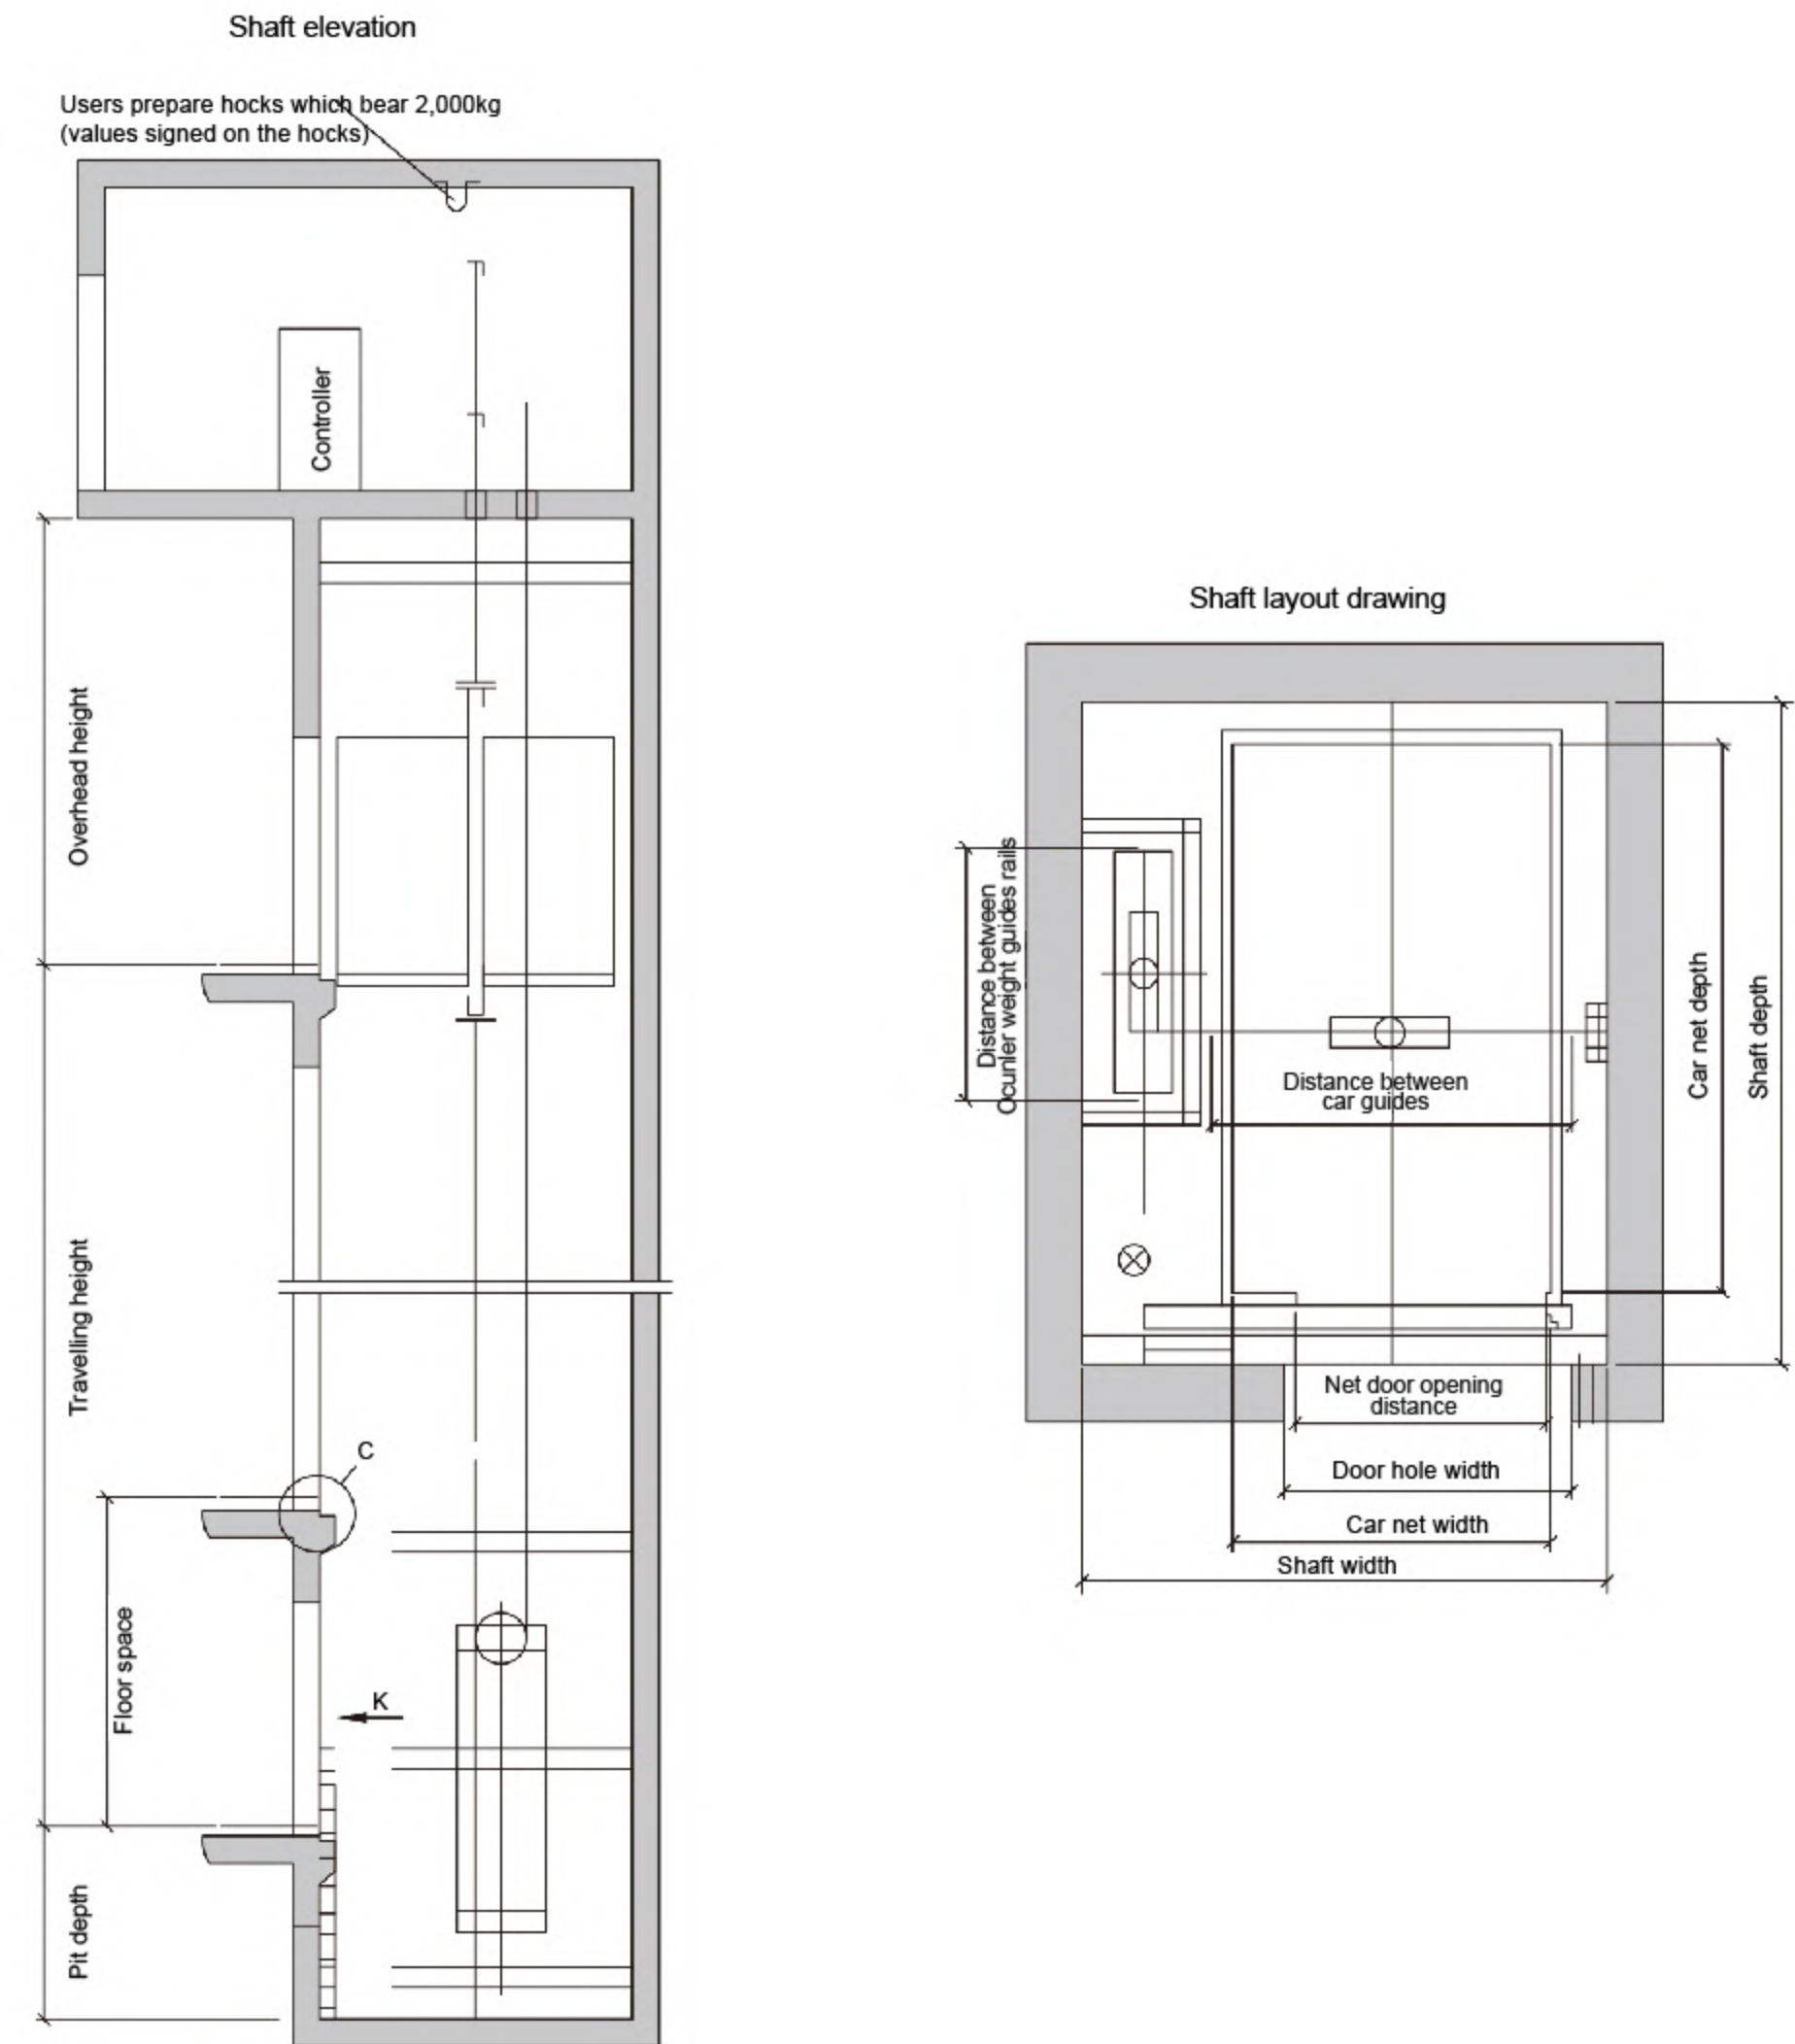 Shaft elevation
Users prepare hocks which bear 2,000kg
(values signed on the hocks)
Controller
Overhead height
Travelling height
C
Floor space
K
Pit depth
Shaft layout drawing
Distance between
Ocunler weight guides rails
Distance between
car guides
Car net depth
Shaft depth
Net door opening
distance
Door hole width
Car net width
Shaft width